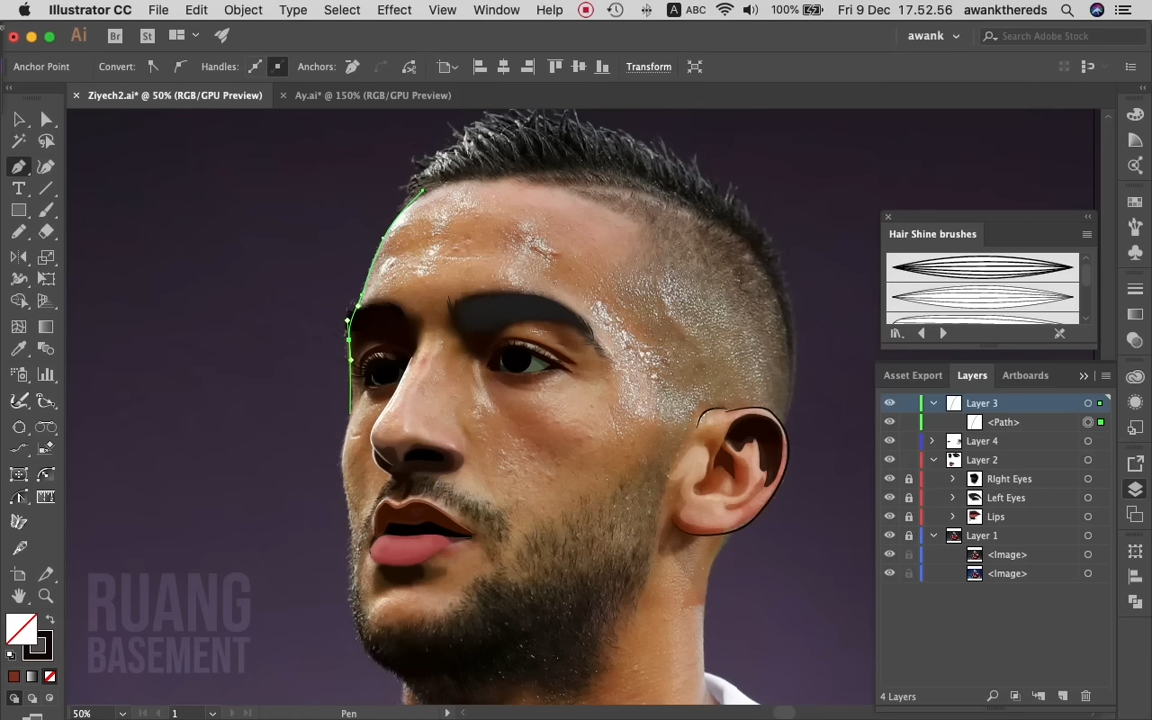 Illustrator CC File Edit Object Type Select Effect View Window Help A ABC 100% Fri 9 Dec 17.52.56 awankthereds
Ai Br St awank Search Adobe Stock
Anchor Point Convert: Handles: Anchors: Transform
Ziyech2.ai* @ 50% (RGB/GPU Preview) Ay.ai* @ 150% (RGB/GPU Preview)
Hair Shine brushes
Asset Export Layers Artboards
Layer 3
<Path>
Layer 4
Layer 2
RIght Eyes
Left Eyes
Lips
Layer 1
<Image>
<Image>
RUANG
BASEMENT
4 Layers
50% 1 Pen